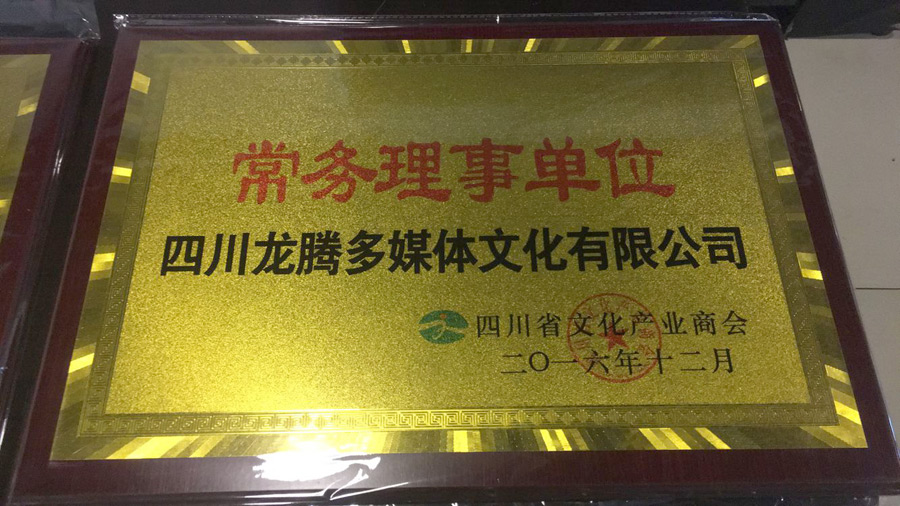 常务理事单位
四川龙腾多媒体文化有限公司
四川省文化产业商会
二〇一六年十二月